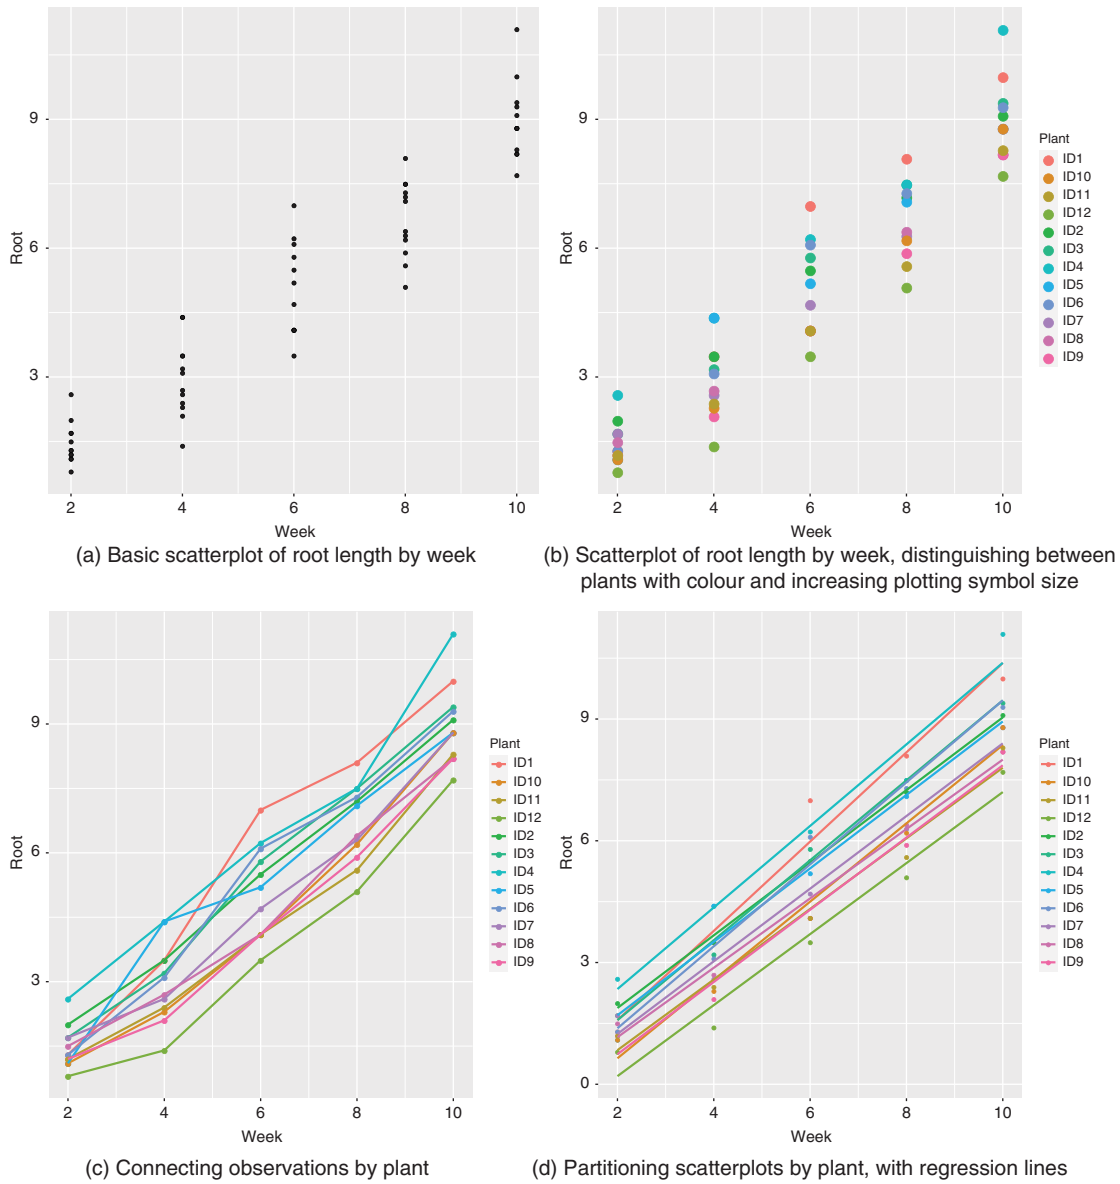 9
6
3
Root
2
4
6
8
10
Week
(a) Basic scatterplot of root length by week
9
6
3
Root
2
4
6
8
10
Week
Plant
ID1
ID10
ID11
ID12
ID2
ID3
ID4
ID5
ID6
ID7
ID8
ID9
(b) Scatterplot of root length by week, distinguishing between
plants with colour and increasing plotting symbol size
9
6
3
Root
2
4
6
8
10
Week
Plant
ID1
ID10
ID11
ID12
ID2
ID3
ID4
ID5
ID6
ID7
ID8
ID9
(c) Connecting observations by plant
9
6
3
0
Root
2
4
6
8
10
Week
Plant
ID1
ID10
ID11
ID12
ID2
ID3
ID4
ID5
ID6
ID7
ID8
ID9
(d) Partitioning scatterplots by plant, with regression lines